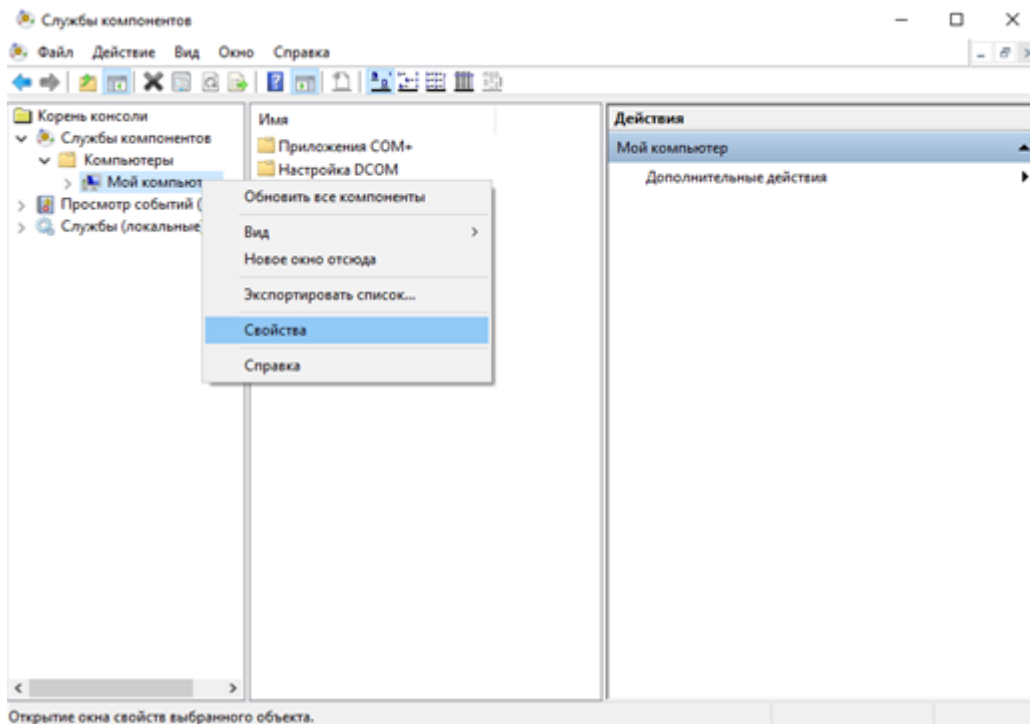 Службы компонентов
Файл Действие Вид Окно Справка
Корень консоли
Службы компонентов
Компьютеры
Мой компьют
Просмотр событий (
Службы (локальные
Имя
Приложения COM+
Настройка DCOM
Обновить все компоненты
Вид
Новое окно отсюда
Экспортировать список...
Свойства
Справка
Действия
Мой компьютер
Дополнительные действия
Открытие окна свойств выбранного объекта.